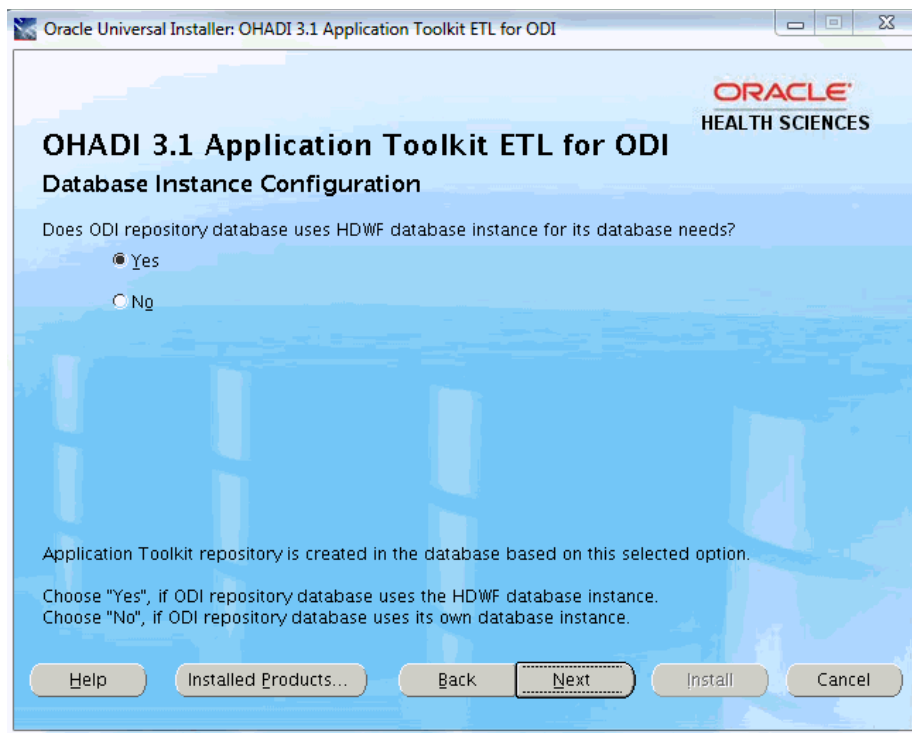 Oracle Universal Installer: OHADI 3.1 Application Toolkit ETL for ODI
ORACLE
HEALTH SCIENCES
OHADI 3.1 Application Toolkit ETL for ODI
Database Instance Configuration
Does ODI repository database uses HDWF database instance for its database needs?
Yes
No
Application Toolkit repository is created in the database based on this selected option.
Choose "Yes", if ODI repository database uses the HDWF database instance.
Choose "No", if ODI repository database uses its own database instance.
Help Installed Products... Back Next Install Cancel